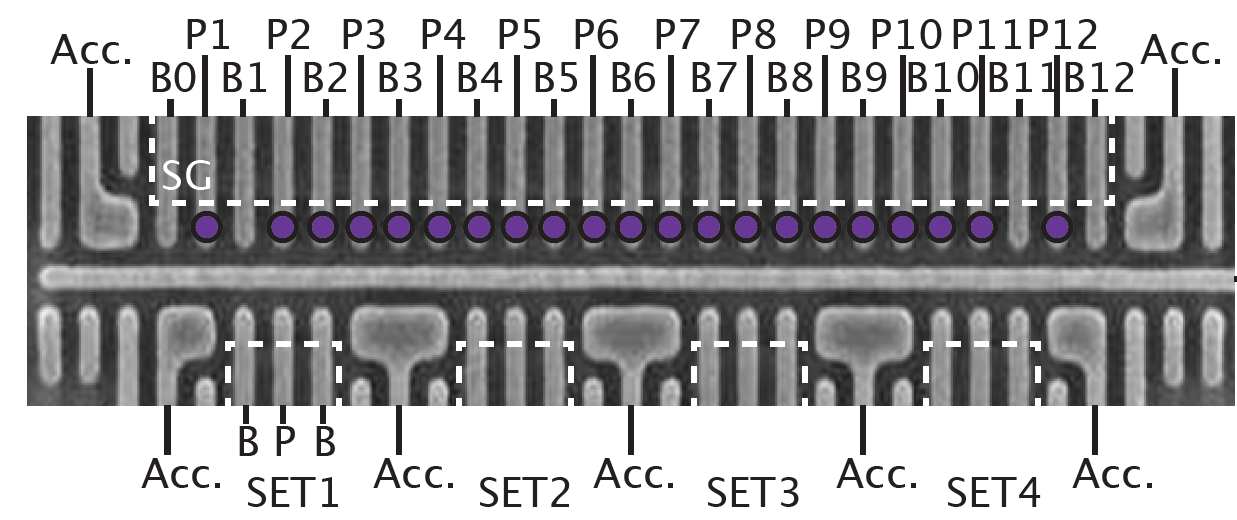 Acc. P1 P2 P3 P4 P5 P6 P7 P8 P9 P10 P11 P12 Acc.
B0 B1 B2 B3 B4 B5 B6 B7 B8 B9 B10 B11 B12
SG
B P B
Acc. Acc. Acc. Acc. Acc.
SET1 SET2 SET3 SET4